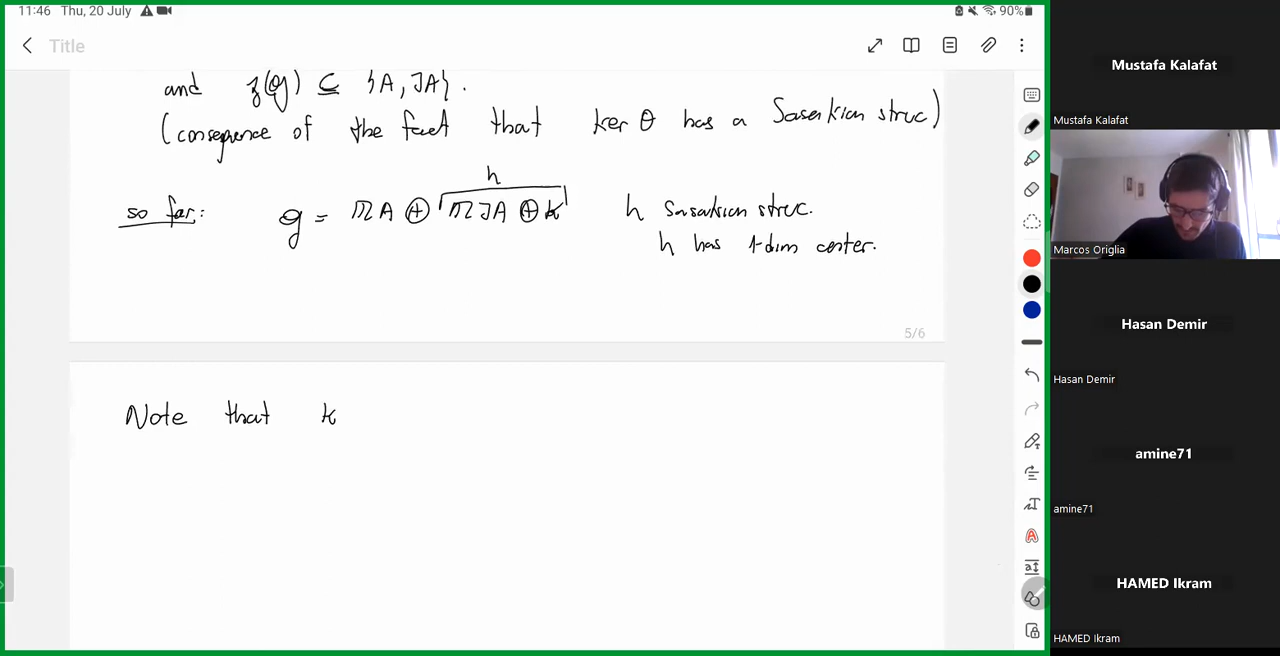 11:46 Thu, 20 July
90%
Title
and z(g) ⊆ {A, JA}.
(consequence of the fact that ker θ has a Sasakian struc)
h
so far: g = ℝA ⊕ ℝJA ⊕ k h Sasakian struc.
h has 1-dim center.
5/6
Note that k
Mustafa Kalafat
Mustafa Kalafat
Marcos Origlia
Hasan Demir
Hasan Demir
amine71
amine71
HAMED Ikram
HAMED Ikram